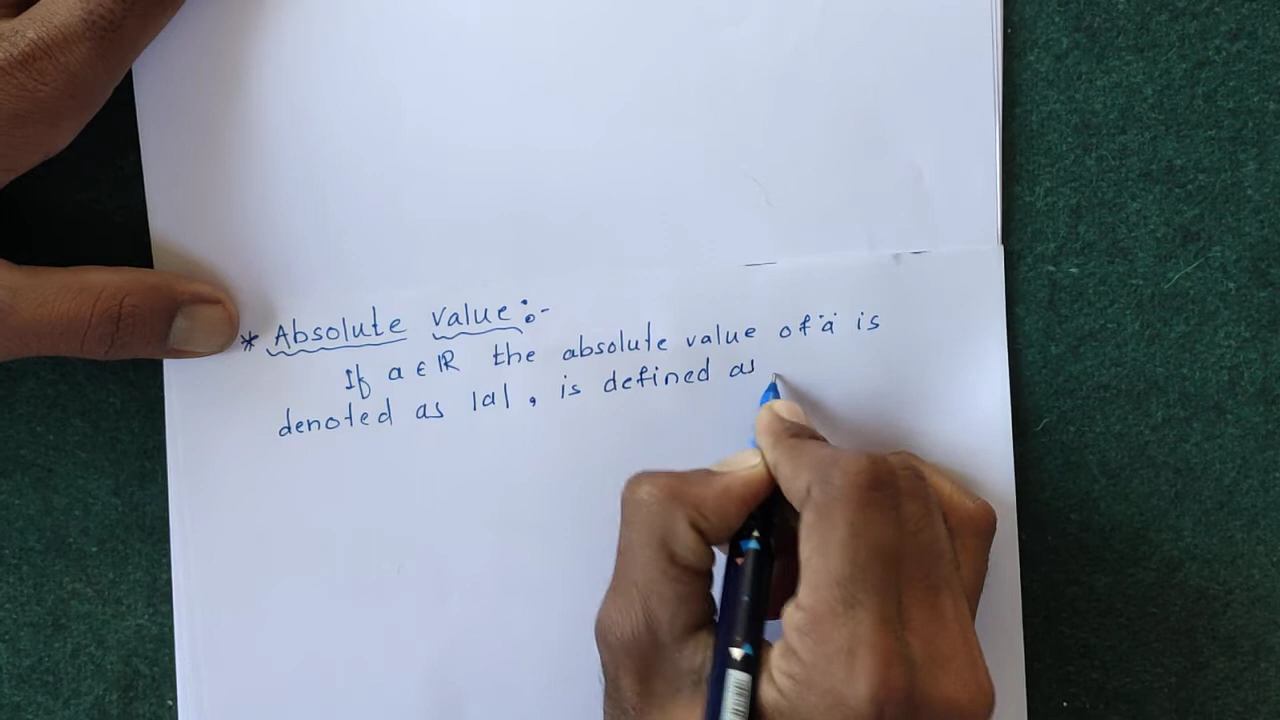 * Absolute value :-
If a ∈ ℝ the absolute value of "a" is
denoted as |a|, is defined as